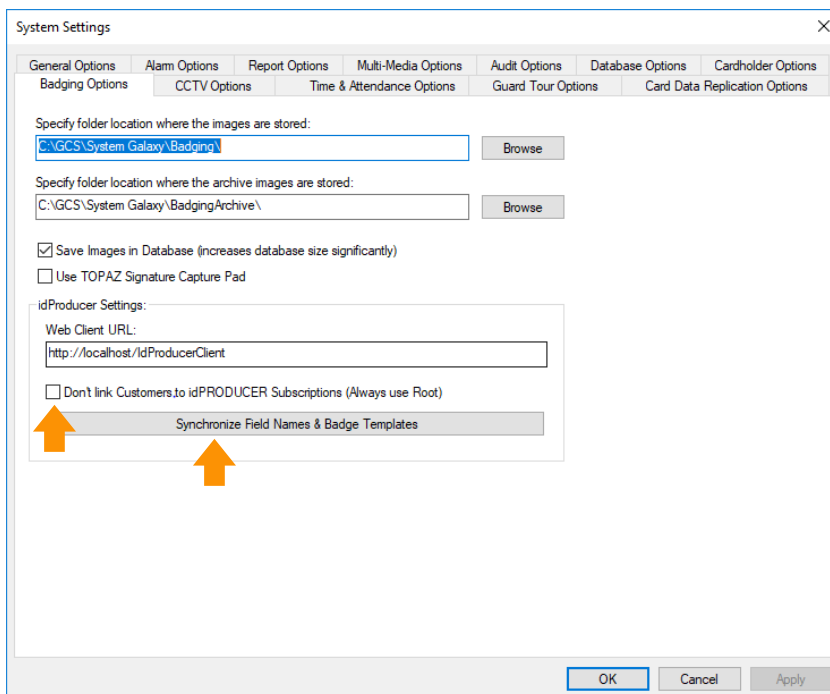 System Settings
General Options Alarm Options Report Options Multi-Media Options Audit Options Database Options Cardholder Options
Badging Options CCTV Options Time & Attendance Options Guard Tour Options Card Data Replication Options
Specify folder location where the images are stored:
C:\GCS\System Galaxy\Badging\ Browse
Specify folder location where the archive images are stored:
C:\GCS\System Galaxy\BadgingArchive\ Browse
Save Images in Database (increases database size significantly)
Use TOPAZ Signature Capture Pad
idProducer Settings:
Web Client URL:
http://localhost/IdProducerClient
Don't link Customers,to idPRODUCER Subscriptions (Always use Root)
Synchronize Field Names & Badge Templates
OK Cancel Apply